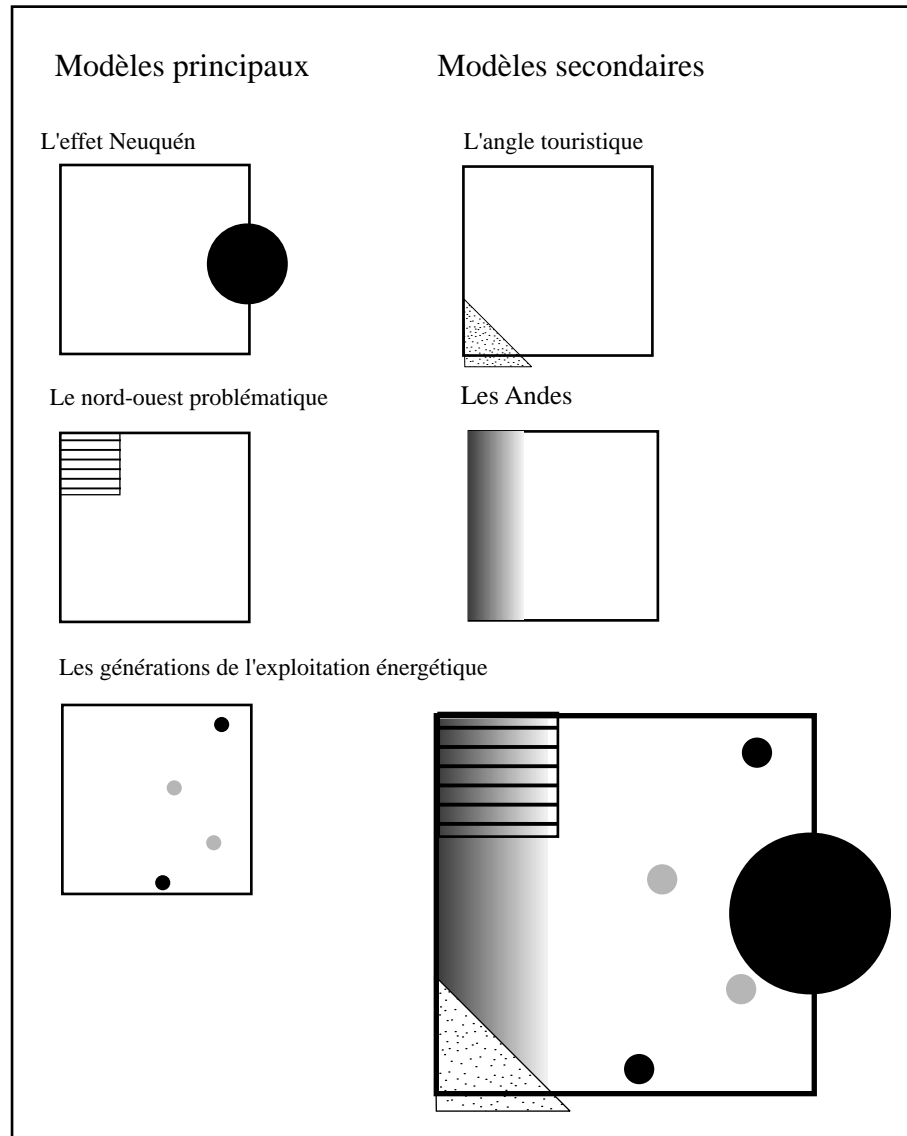 Modèles principaux
Modèles secondaires
L'effet Neuquén
L'angle touristique
Le nord-ouest problématique
Les Andes
Les générations de l'exploitation énergétique